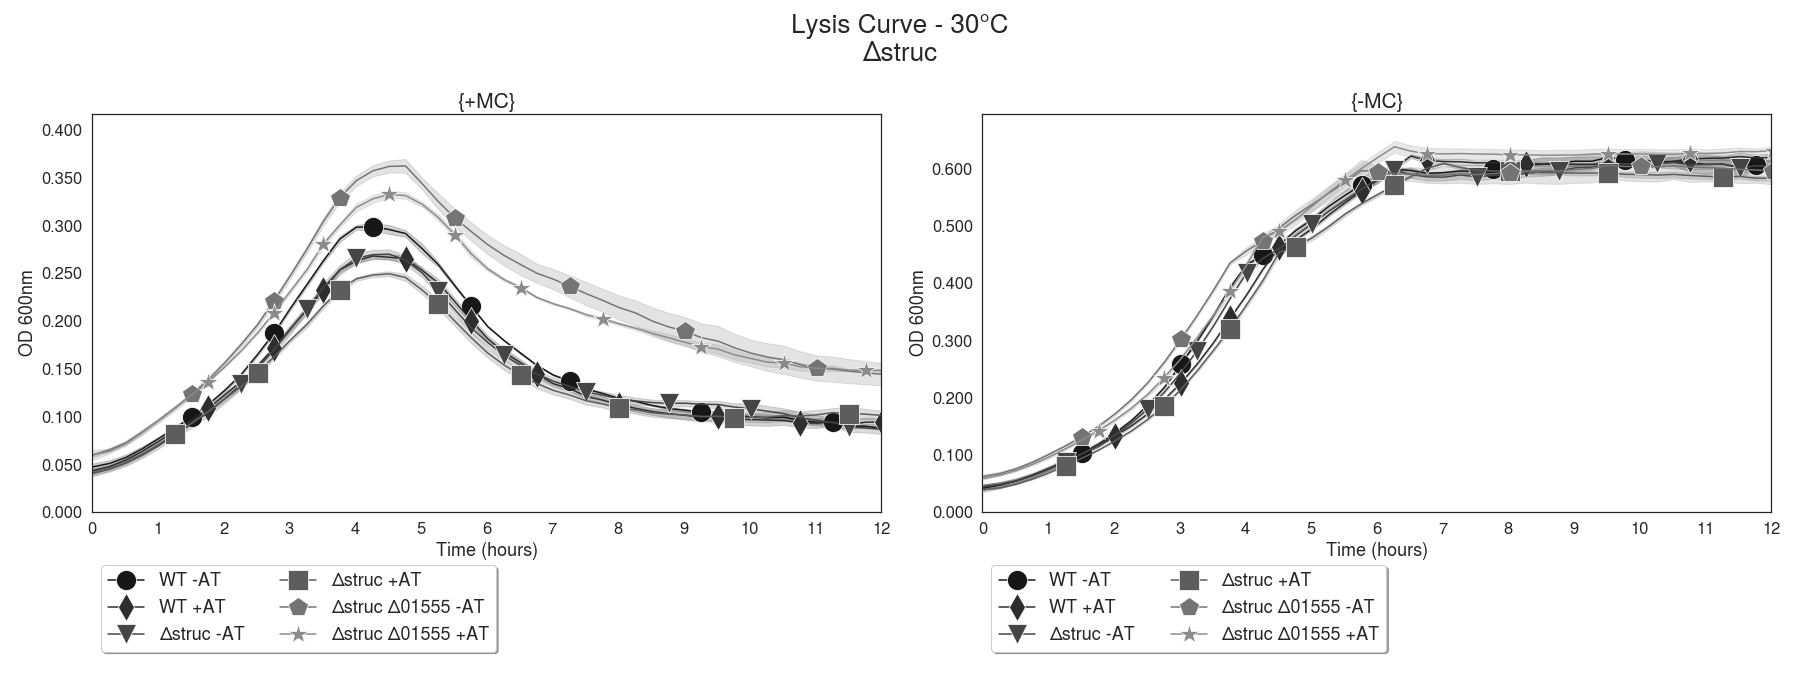 Lysis Curve - 30°C
Δstruc
{+MC}
0.400
0.350
0.300
0.250
0.200
0.150
0.100
0.050
0.000
OD 600nm
0 1 2 3 4 5 6 7 8 9 10 11 12
Time (hours)
WT -AT
WT +AT
Δstruc -AT
Δstruc +AT
Δstruc Δ01555 -AT
Δstruc Δ01555 +AT
{-MC}
0.600
0.500
0.400
0.300
0.200
0.100
0.000
OD 600nm
0 1 2 3 4 5 6 7 8 9 10 11 12
Time (hours)
WT -AT
WT +AT
Δstruc -AT
Δstruc +AT
Δstruc Δ01555 -AT
Δstruc Δ01555 +AT